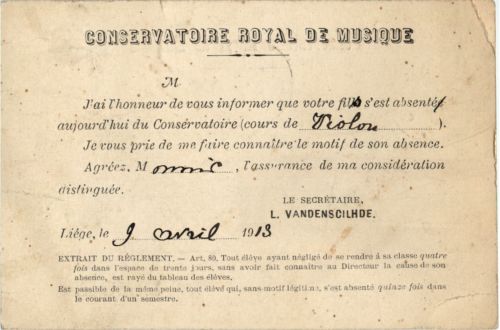 CONSERVATOIRE ROYAL DE MUSIQUE
M
J'ai l'honneur de vous informer que votre fils s'est absenté
aujourd'hui du Conservatoire (cours de Violon ).
Je vous prie de me faire connaître le motif de son absence.
Agréez, M , l'assurance de ma considération
distinguée.
LE SECRÉTAIRE,
L. VANDENSCILHDE.
Liége, le 9 avril 1913
EXTRAIT DU RÈGLEMENT. — Art. 80. Tout élève ayant négligé de se rendre à sa classe quatre
fois dans l'espace de trente jours, sans avoir fait connaître au Directeur la cause de son
absence, est rayé du tableau des élèves.
Est passible de la même peine, tout élève qui, sans motif légitime, s'est absenté quinze fois dans
le courant d'un semestre.